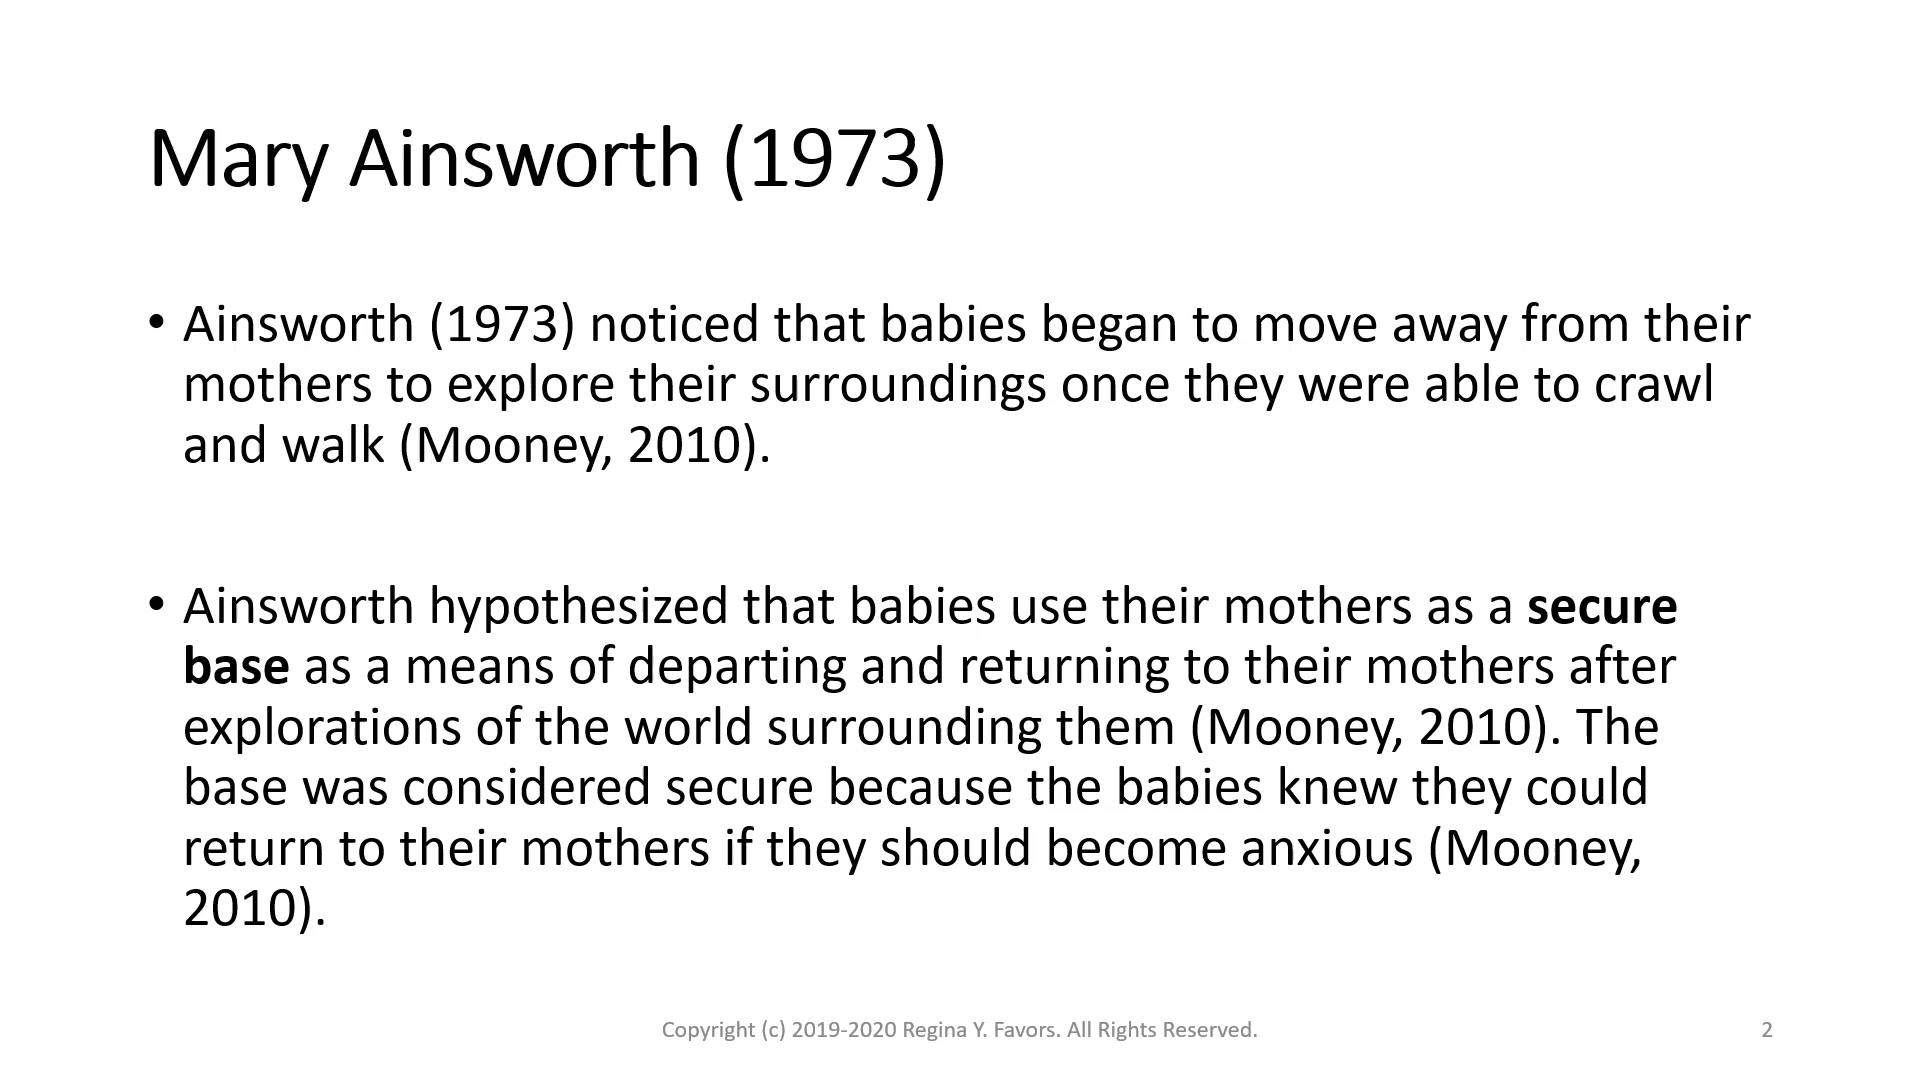 Mary Ainsworth (1973)
• Ainsworth (1973) noticed that babies began to move away from their
mothers to explore their surroundings once they were able to crawl
and walk (Mooney, 2010).
• Ainsworth hypothesized that babies use their mothers as a secure
base as a means of departing and returning to their mothers after
explorations of the world surrounding them (Mooney, 2010). The
base was considered secure because the babies knew they could
return to their mothers if they should become anxious (Mooney,
2010).
Copyright (c) 2019-2020 Regina Y. Favors. All Rights Reserved.
2